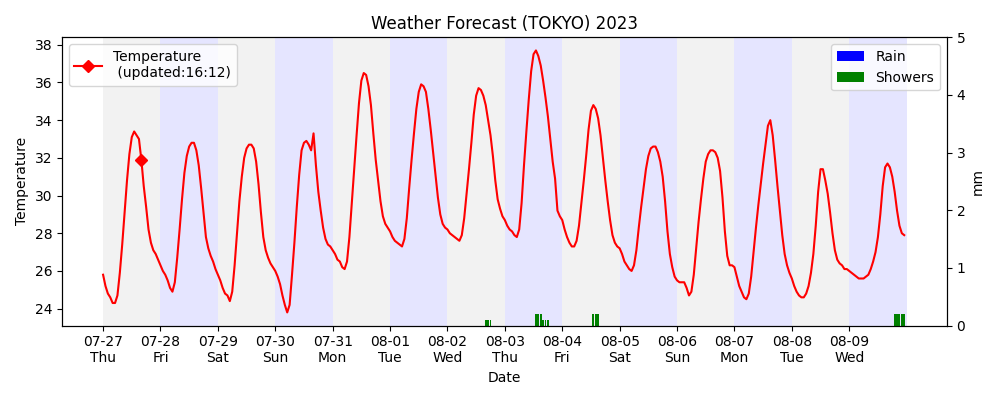 Weather Forecast (TOKYO) 2023
Temperature
(updated:16:12)
Rain
Showers
38
36
34
32
30
28
26
24
Temperature
5
4
3
2
1
0
mm
07-27 07-28 07-29 07-30 07-31 08-01 08-02 08-03 08-04 08-05 08-06 08-07 08-08 08-09
Thu Fri Sat Sun Mon Tue Wed Thu Fri Sat Sun Mon Tue Wed
Date